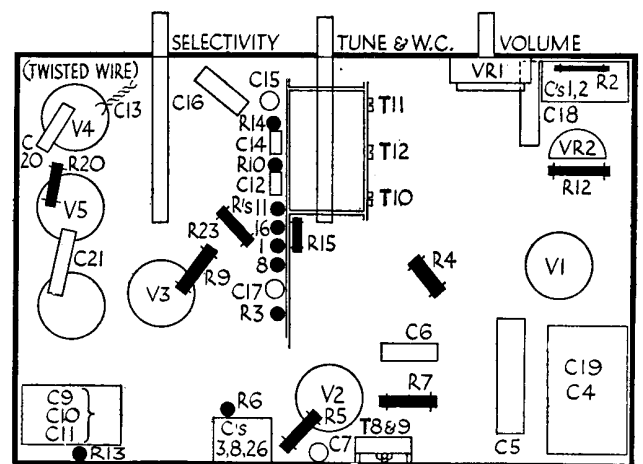 SELECTIVITY TUNE & W.C. VOLUME
(TWISTED WIRE)
C13
V4
C20
R20
V5
C21
C16
C15
R14
C14
R10
C12
R's 11
16
1
8
R23
R9
V3
C17
R3
R15
T11
T12
T10
VR1
C's 1,2
R2
C18
VR2
R12
R4
V1
C6
R7
C5
C19
C4
V2
R5
R6
C's
3,8,26
C7
T8&9
C9
C10
C11
R13